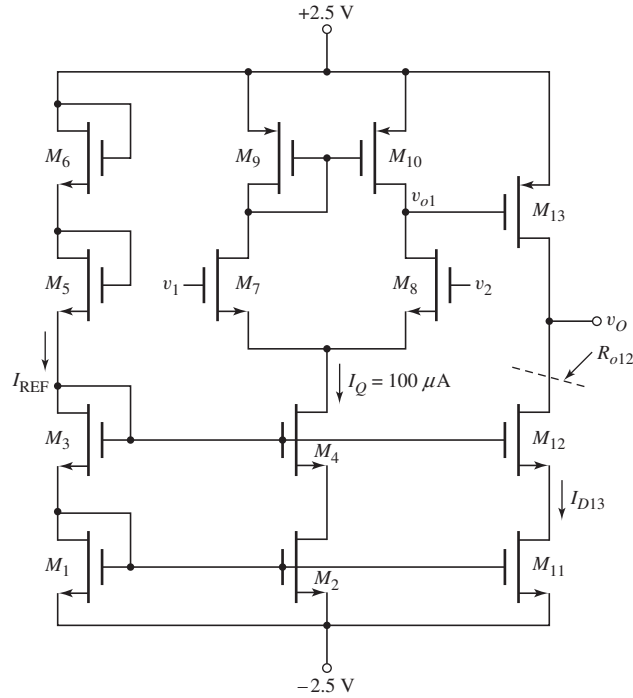 +2.5 V
M6
M9
M10
vo1
M13
M5
v1
M7
M8
v2
vO
Ro12
IREF
IQ = 100 μA
M3
M4
M12
ID13
M1
M2
M11
−2.5 V